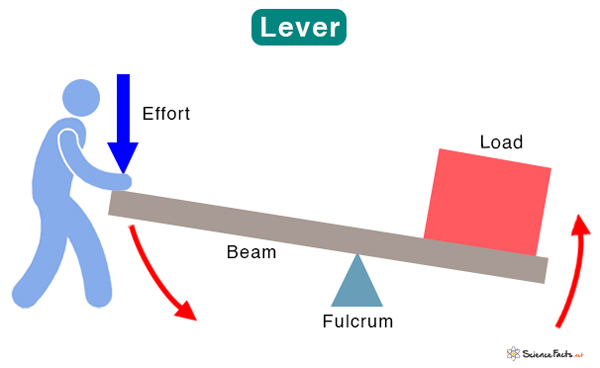 Lever
Effort
Load
Beam
Fulcrum
ScienceFacts.net